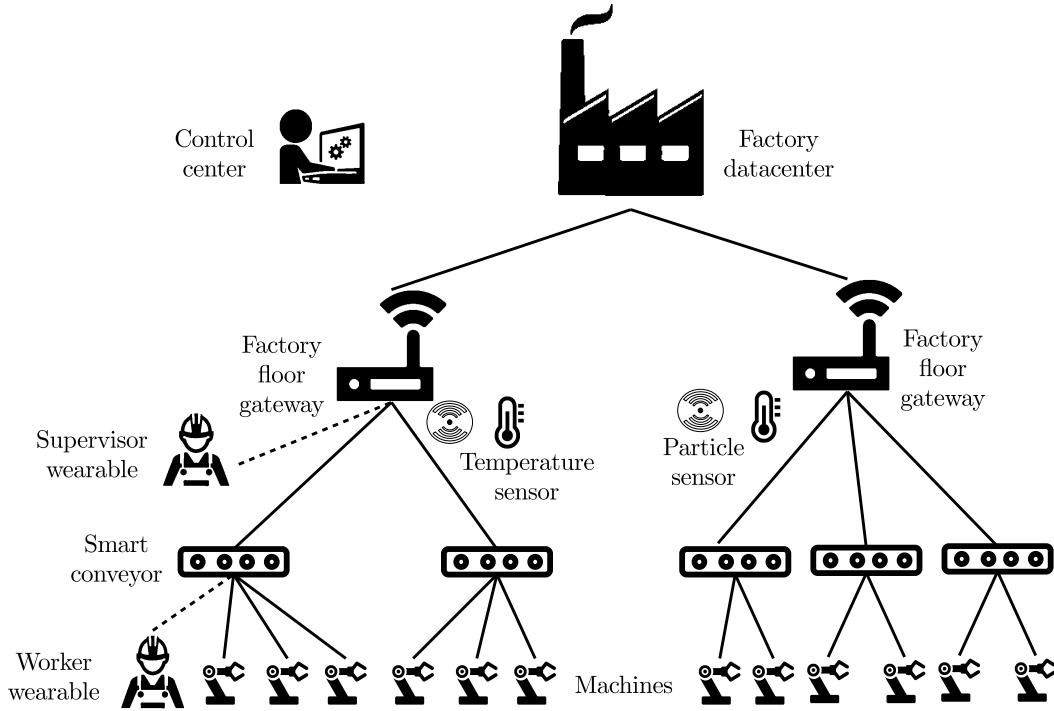 Control
center
Factory
datacenter
Factory
floor
gateway
Factory
floor
gateway
Supervisor
wearable
Temperature
sensor
Particle
sensor
Smart
conveyor
Worker
wearable
Machines